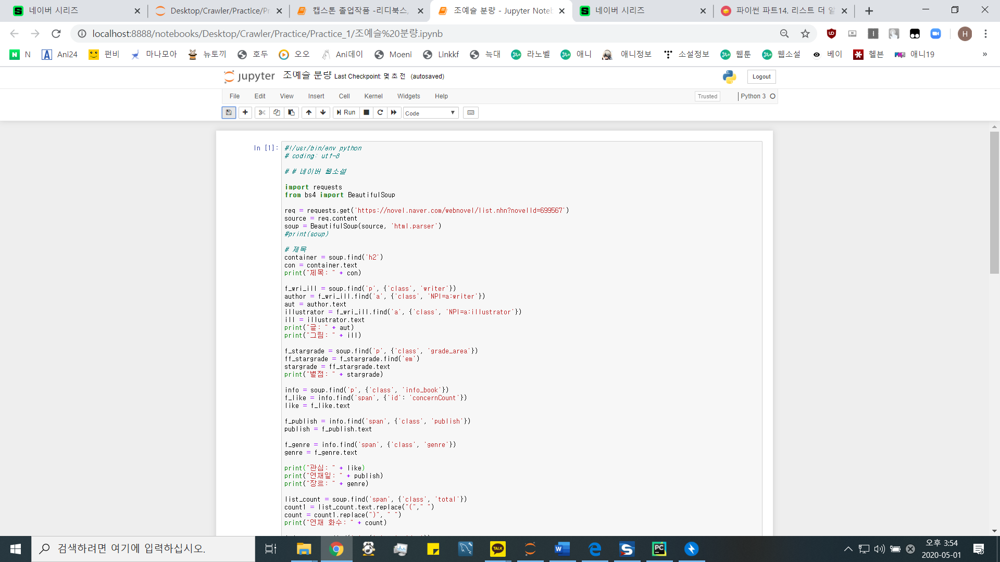 네이버 시리즈
Desktop/Crawler/Practice/Pr
캡스톤 졸업작품 -리디북스,
조예슬 분량 - Jupyter Noteb
네이버 시리즈
파이썬 파트14. 리스트 더 알
localhost:8888/notebooks/Desktop/Crawler/Practice/Practice_1/조예슬%20분량.ipynb
H
N
Ani24
펀비
마나모아
뉴토끼
호두
오오
Ani데이
Moeni
Linkkf
늑대
라노벨
애니
애니정보
소설정보
웹툰
웹소설
베이
헬븐
애니19
jupyter 조예슬 분량 Last Checkpoint: 몇 초 전 (autosaved)
Logout
File Edit View Insert Cell Kernel Widgets Help
Trusted
Python 3
Run
Code
In [1]:
#!/usr/bin/env python
# coding: utf-8
# # 네이버 웹소설
import requests
from bs4 import BeautifulSoup
req = requests.get('https://novel.naver.com/webnovel/list.nhn?novelId=699567')
source = req.content
soup = BeautifulSoup(source, 'html.parser')
#print(soup)
# 제목
container = soup.find('h2')
con = container.text
print("제목: " + con)
f_wri_ill = soup.find('p', {'class', 'writer'})
author = f_wri_ill.find('a', {'class', 'NPI=a:writer'})
aut = author.text
illustrator = f_wri_ill.find('a', {'class', 'NPI=a:illustrator'})
ill = illustrator.text
print("글: " + aut)
print("그림: " + ill)
f_stargrade = soup.find('p', {'class', 'grade_area'})
ff_stargrade = f_stargrade.find('em')
stargrade = ff_stargrade.text
print("별점: " + stargrade)
info = soup.find('p', {'class', 'info_book'})
f_like = info.find('span', {'id': 'concernCount'})
like = f_like.text
f_publish = info.find('span', {'class', 'publish'})
publish = f_publish.text
f_genre = info.find('span', {'class', 'genre'})
genre = f_genre.text
print("관심: " + like)
print("연재일: " + publish)
print("장르: " + genre)
list_count = soup.find('span', {'class', 'total'})
count1 = list_count.text.replace("("," ")
count = count1.replace(")", " ")
print("연재 화수: " + count)
검색하려면 여기에 입력하십시오.
TALK
오후 3:54
2020-05-01